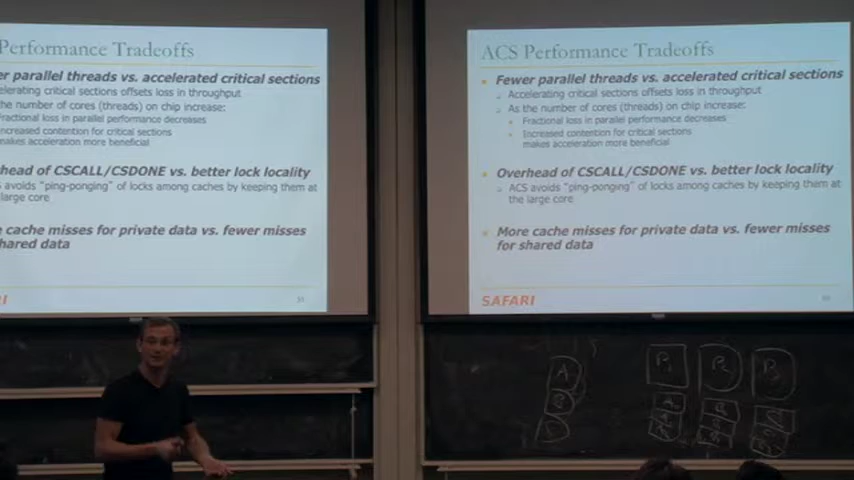 Performance Tradeoffs
er parallel threads vs. accelerated critical sections
elerating critical sections offsets loss in throughput
the number of cores (threads) on chip increase:
Fractional loss in parallel performance decreases
Increased contention for critical sections
makes acceleration more beneficial
head of CSCALL/CSDONE vs. better lock locality
avoids "ping-ponging" of locks among caches by keeping them at
large core
cache misses for private data vs. fewer misses
hared data
RI
ACS Performance Tradeoffs
Fewer parallel threads vs. accelerated critical sections
Accelerating critical sections offsets loss in throughput
As the number of cores (threads) on chip increase:
Fractional loss in parallel performance decreases
Increased contention for critical sections
makes acceleration more beneficial
Overhead of CSCALL/CSDONE vs. better lock locality
ACS avoids "ping-ponging" of locks among caches by keeping them at
the large core
More cache misses for private data vs. fewer misses
for shared data
SAFARI
A
B